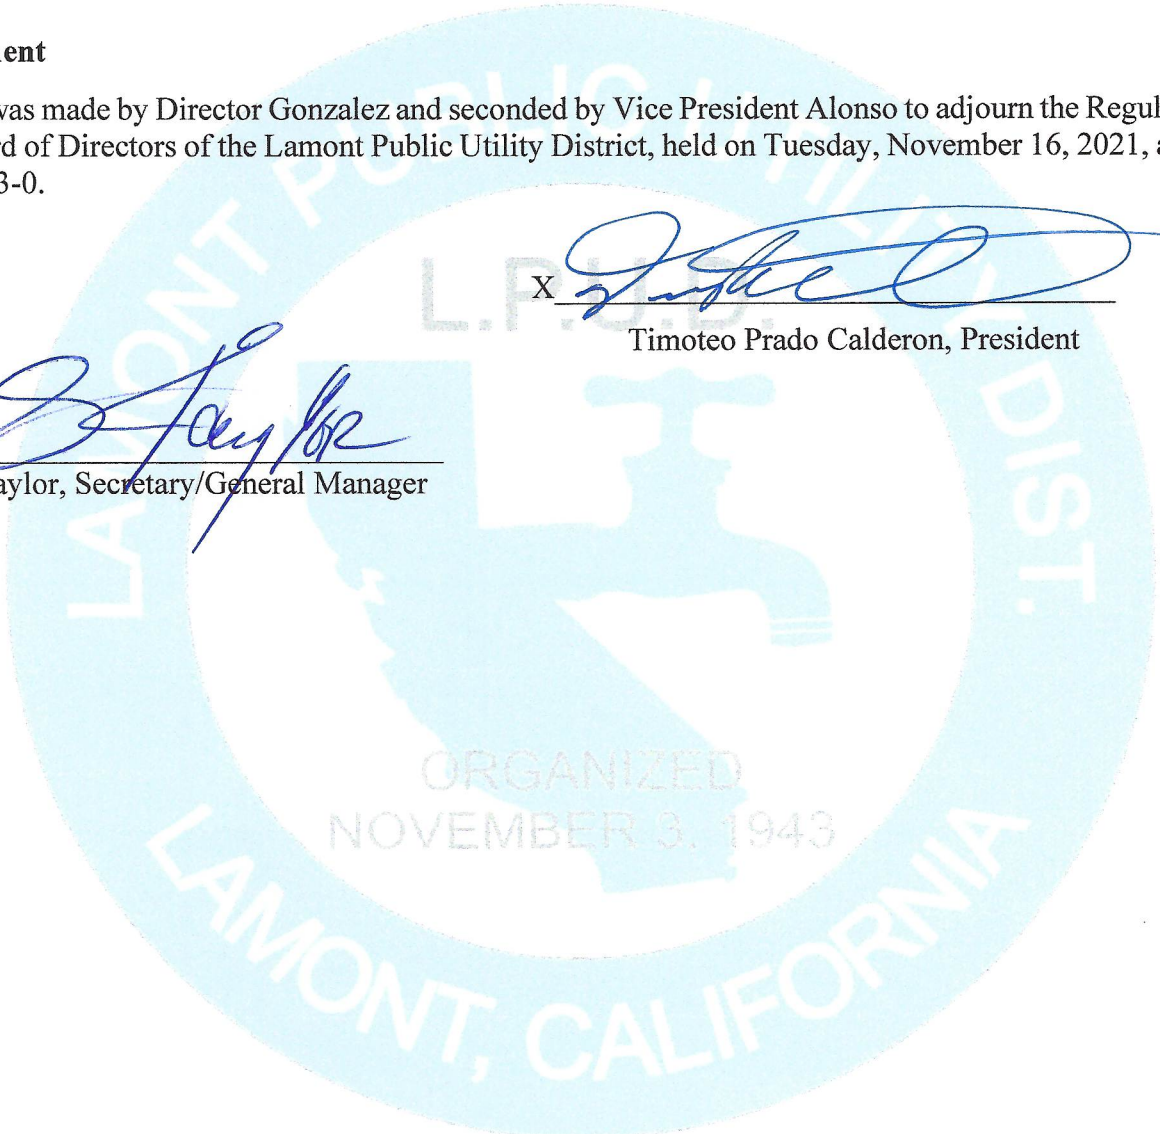 ent
was made by Director Gonzalez and seconded by Vice President Alonso to adjourn the Regul
rd of Directors of the Lamont Public Utility District, held on Tuesday, November 16, 2021, a
3-0.
LAMONT PUBLIC UTILITY DIST.
L.P.U.D.
X
Timoteo Prado Calderon, President
S Taylor
aylor, Secretary/General Manager
ORGANIZED
NOVEMBER 3, 1943
LAMONT, CALIFORNIA